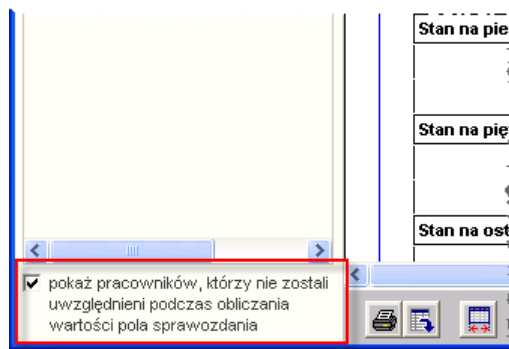 Stan na pie
Stan na pię
Stan na ost
pokaż pracowników, którzy nie zostali
uwzględnieni podczas obliczania
wartości pola sprawozdania